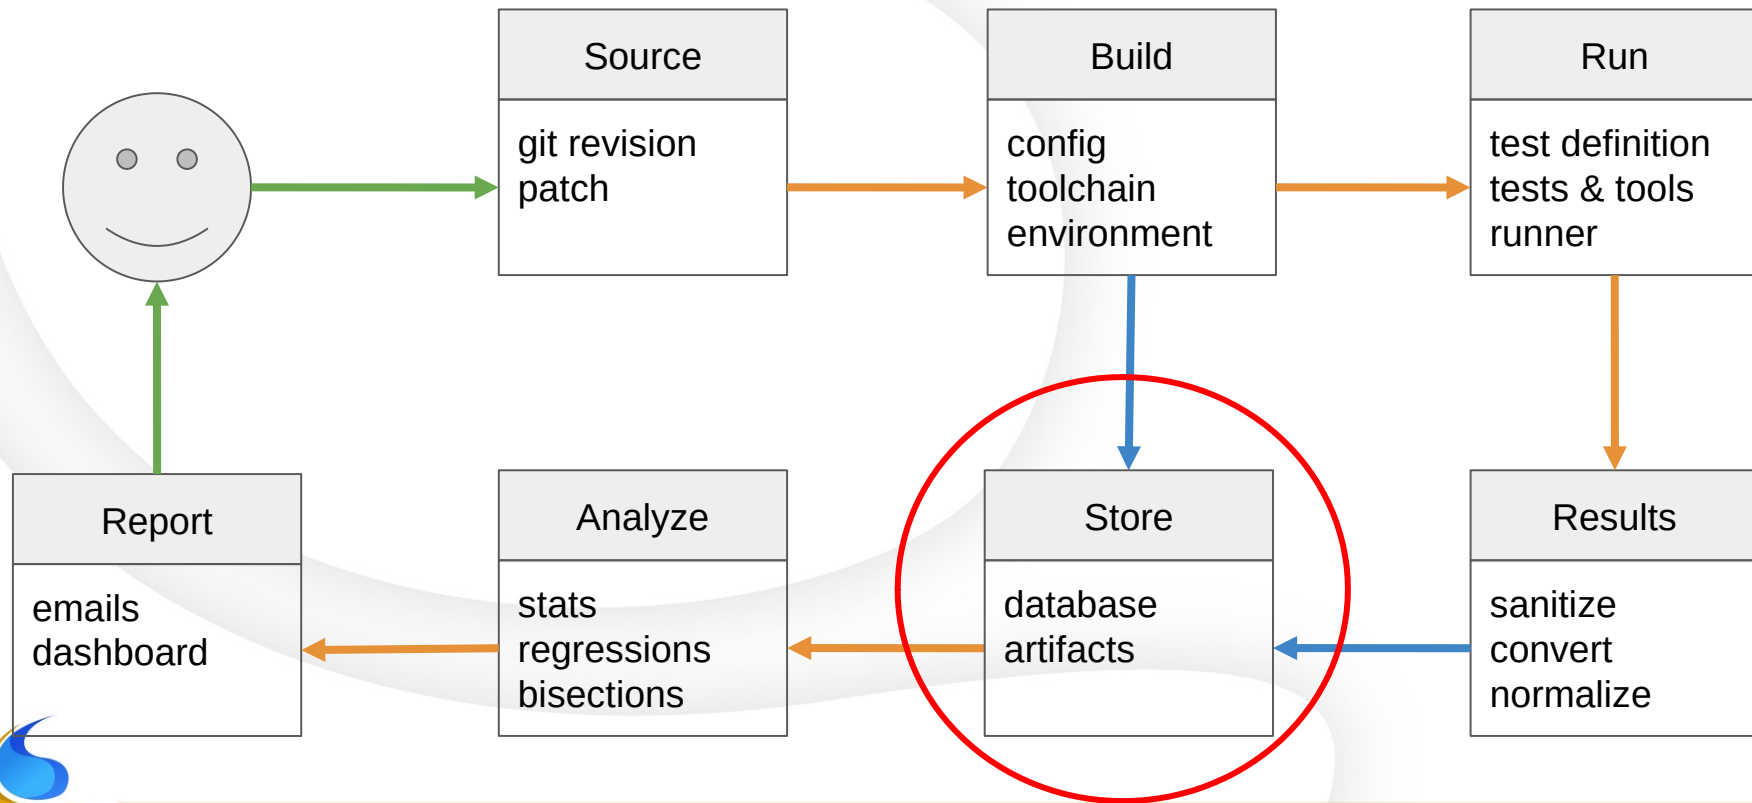 Source
git revision
patch
Build
config
toolchain
environment
Run
test definition
tests & tools
runner
Report
emails
dashboard
Analyze
stats
regressions
bisections
Store
database
artifacts
Results
sanitize
convert
normalize